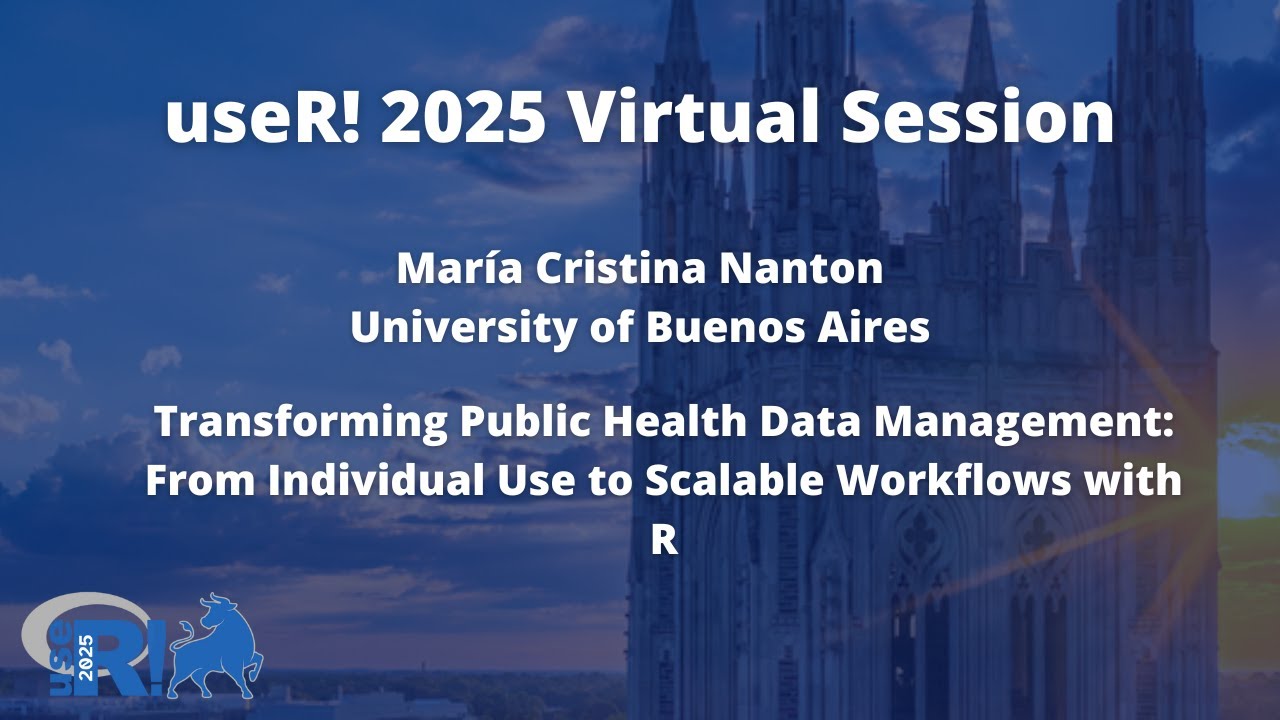 useR! 2025 Virtual Session
María Cristina Nanton
University of Buenos Aires
Transforming Public Health Data Management:
From Individual Use to Scalable Workflows with
R
use R! 2025